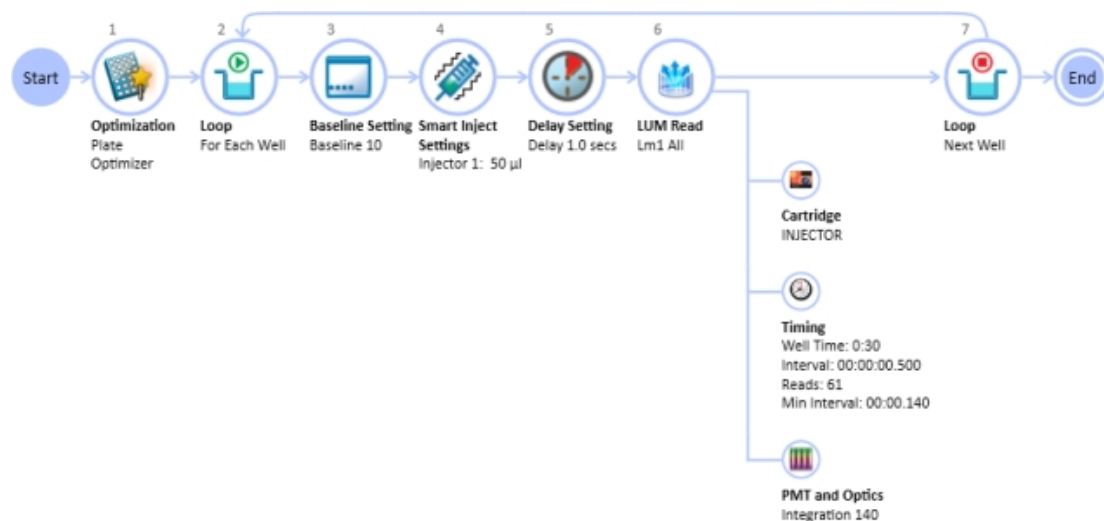 1
2
3
4
5
6
7
Start
End
Optimization
Plate
Optimizer
Loop
For Each Well
Baseline Setting
Baseline 10
Smart Inject
Settings
Injector 1: 50 µl
Delay Setting
Delay 1.0 secs
LUM Read
Lm1 All
Loop
Next Well
Cartridge
INJECTOR
Timing
Well Time: 0:30
Interval: 00:00:00.500
Reads: 61
Min Interval: 00:00.140
PMT and Optics
Integration 140